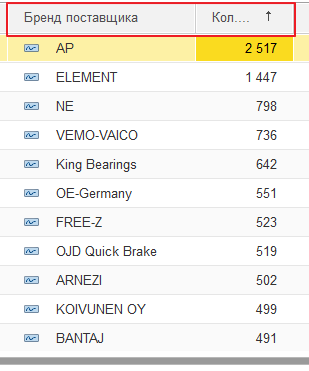 Бренд поставщика Кол.... ↑
AP 2 517
ELEMENT 1 447
NE 798
VEMO-VAICO 736
King Bearings 642
OE-Germany 551
FREE-Z 523
OJD Quick Brake 519
ARNEZI 502
KOIVUNEN OY 499
BANTAJ 491